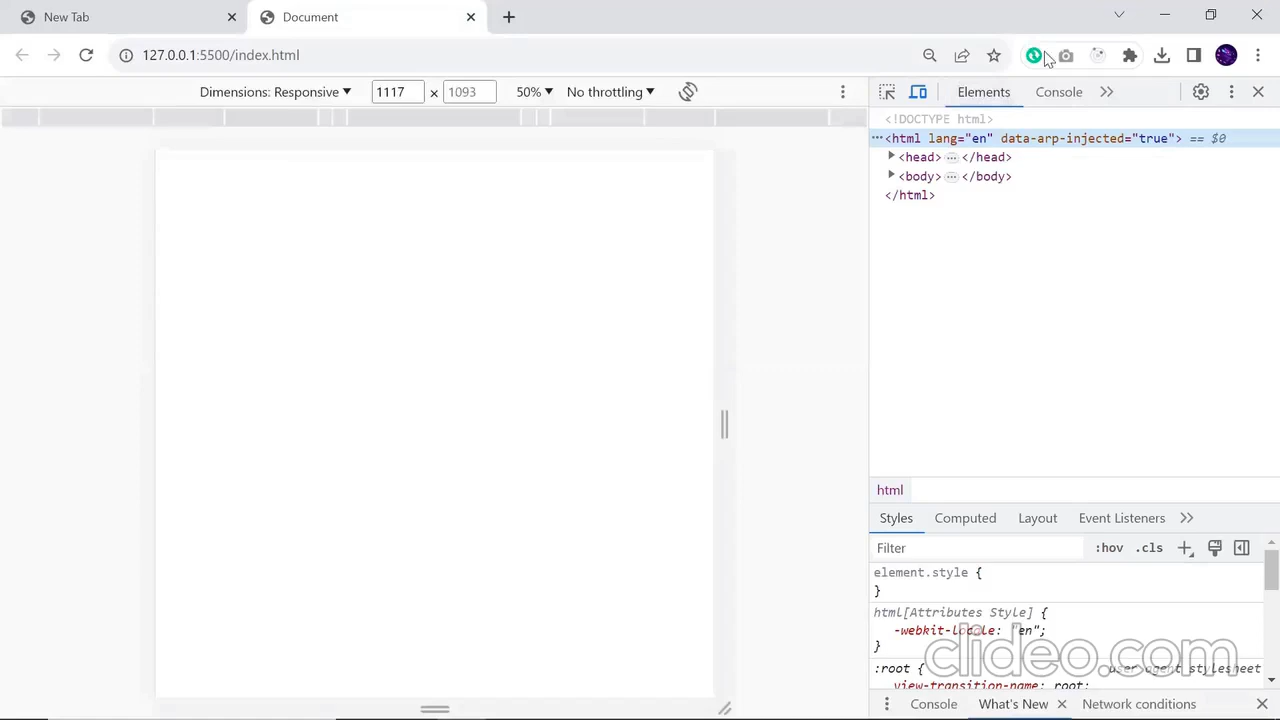 New Tab
Document
127.0.0.1:5500/index.html
Dimensions: Responsive
1117 x 1093
50%
No throttling
Elements
Console
<!DOCTYPE html>
<html lang="en" data-arp-injected="true"> == $0
<head> </head>
<body> </body>
</html>
html
Styles
Computed
Layout
Event Listeners
Filter
:hov
.cls
element.style {
}
html[Attributes Style] {
-webkit-locale: "en";
}
:root {
user agent stylesheet
view-transition-name: root;
clideo.com
Console
What's New
Network conditions